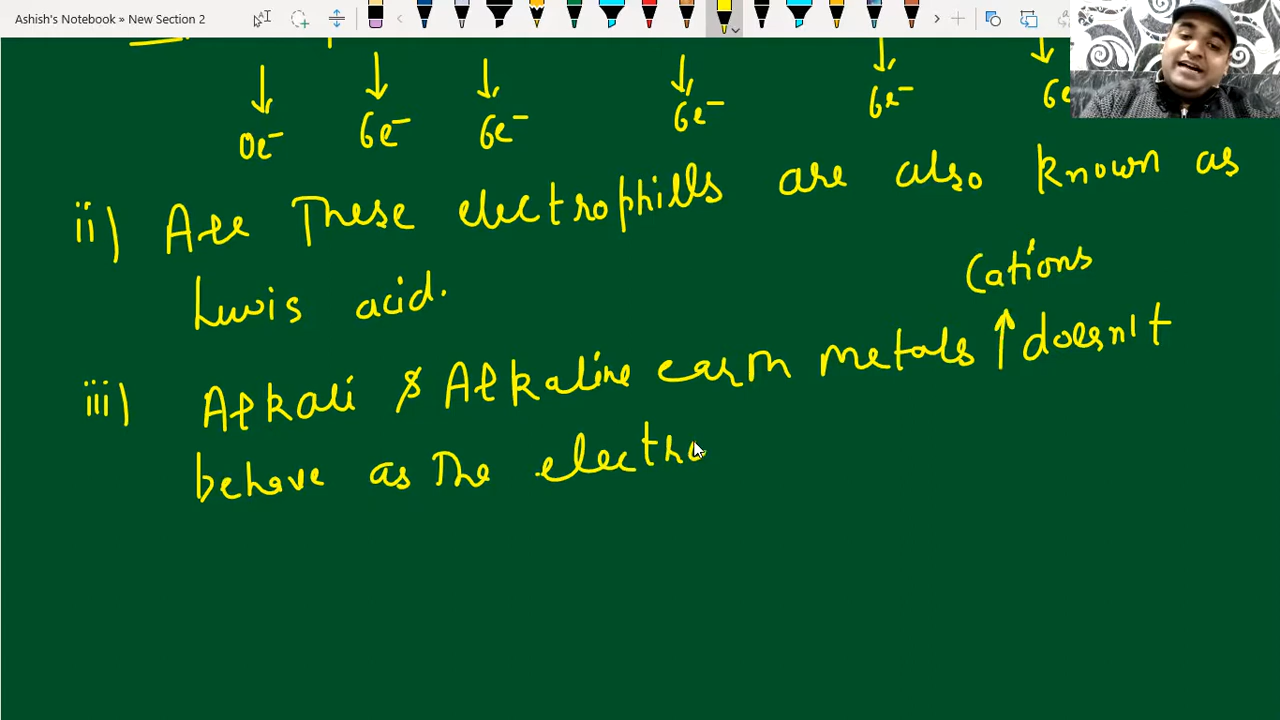 Ashish's Notebook » New Section 2
0e⁻ 6e⁻ 6e⁻ 6e⁻ 6e⁻ 6e
ii) All These electrophills are also known as
Lewis acid.
Cations
iii) Alkali & Alkaline earth metals ↑ doesn't
behave as The electro